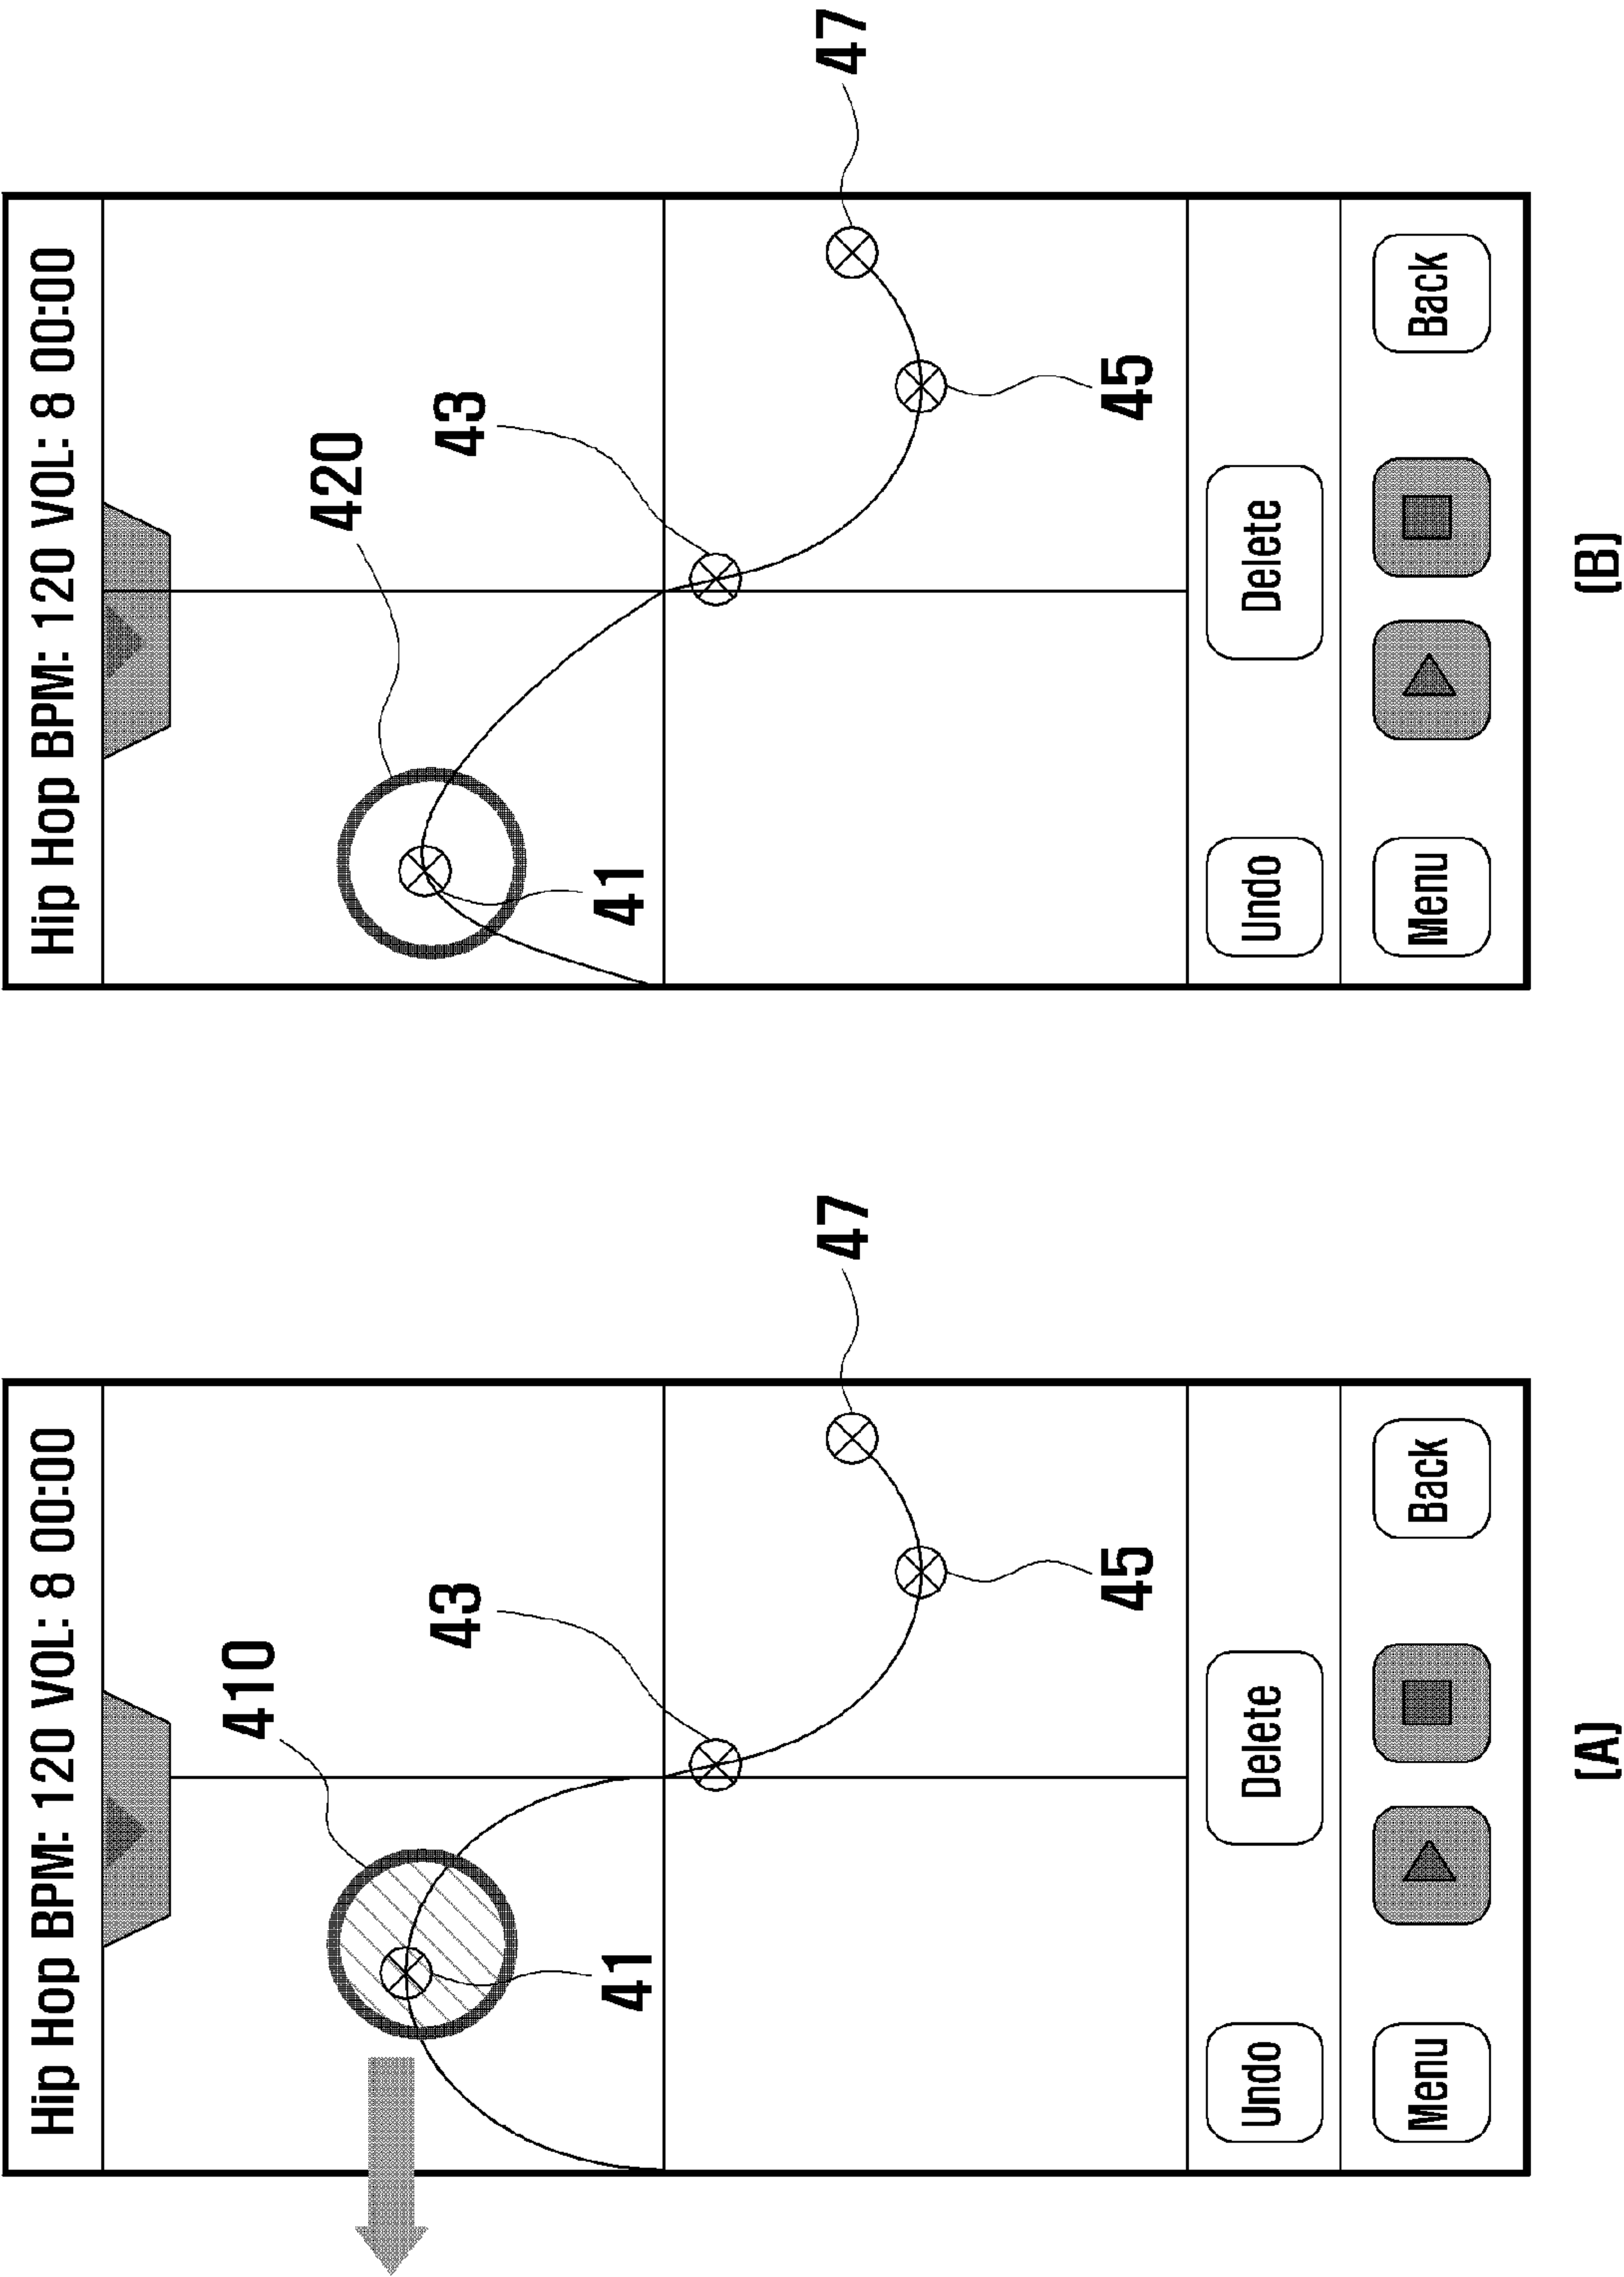 Hip Hop BPM: 120 VOL: 8 00:00
410
43
47
41
45
Undo
Delete
Menu
Back
[A]
Hip Hop BPM: 120 VOL: 8 00:00
420
43
47
41
45
Undo
Delete
Menu
Back
(B)